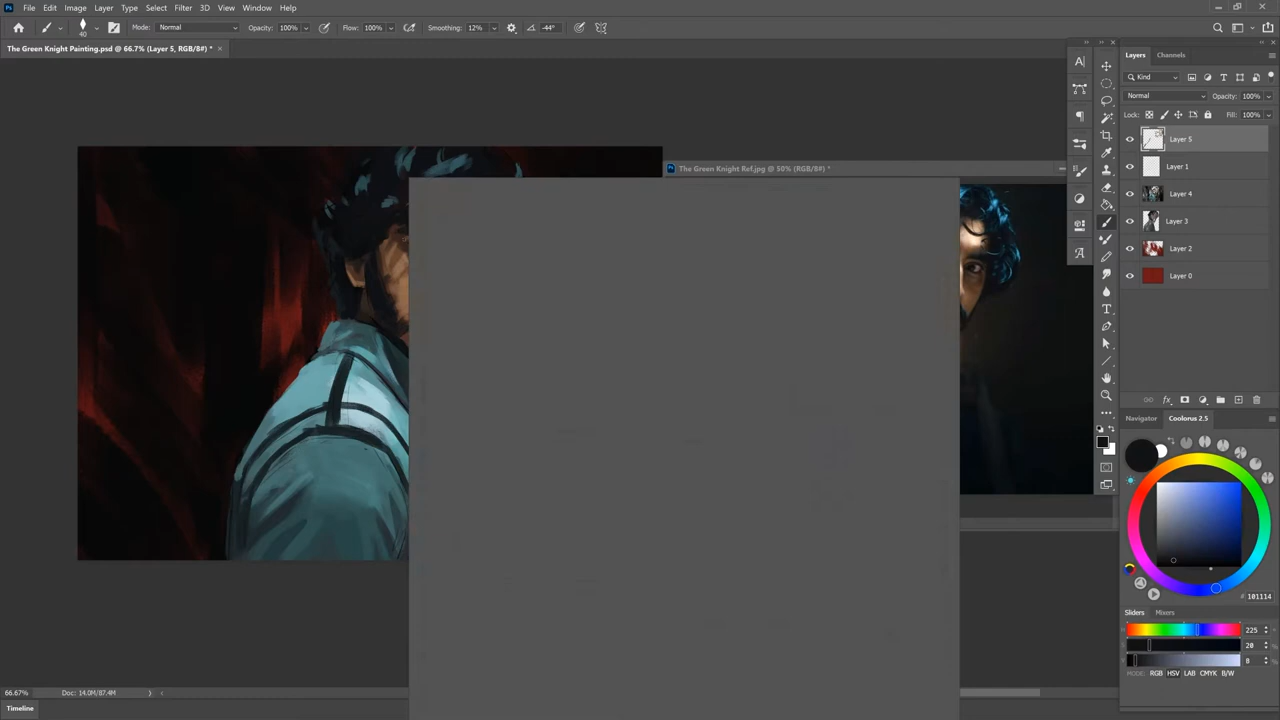 File Edit Image Layer Type Select Filter 3D View Window Help
40 Mode: Normal Opacity: 100% Flow: 100% Smoothing: 12% -44°
The Green Knight Painting.psd @ 66.7% (Layer 5, RGB/8#) * ×
The Green Knight Ref.jpg @ 50% (RGB/8#) *
Layers Channels
Kind
Normal Opacity: 100%
Lock: Fill: 100%
Layer 5
Layer 1
Layer 4
Layer 3
Layer 2
Layer 0
Navigator Coolorus 2.5
# 101114
Sliders Mixers
H 225
20
8
MODE: RGB HSV LAB CMYK B/W
66.67% Doc: 14.0M/87.4M
Timeline